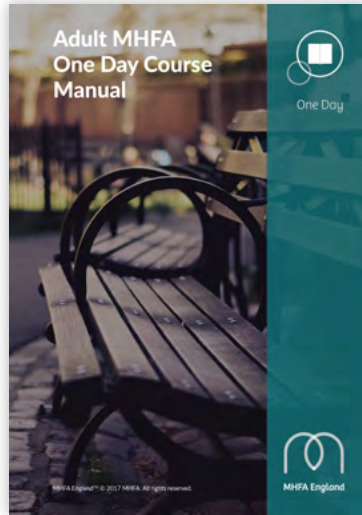 Adult MHFA
One Day Course
Manual
One Day
MHFA England™ © 2017 MHFA. All rights reserved.
MHFA England